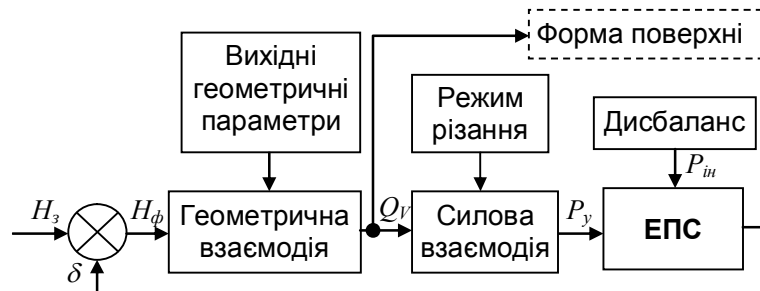 Форма поверхні
Вихідні
геометричні
параметри
Режим
різання
Дисбаланс
Pін
Hз
Hф
Геометрична
взаємодія
QV
Силова
взаємодія
Py
ЕПС
δ